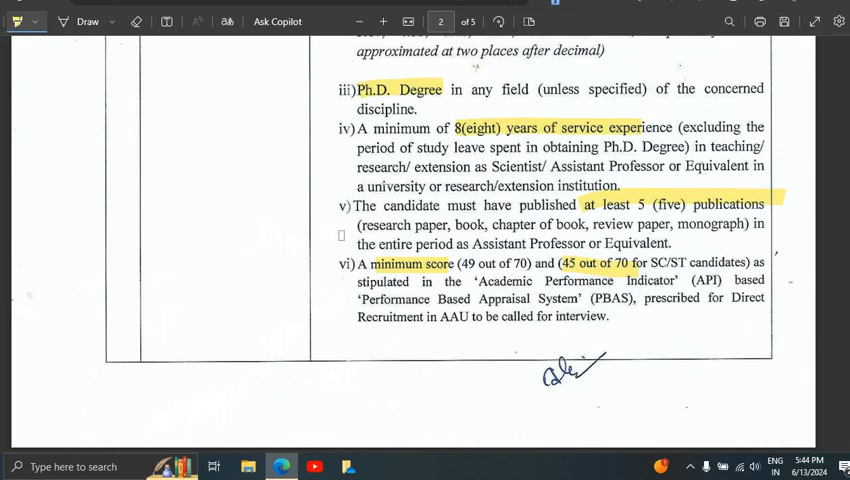 Draw
Ask Copilot
2 of 5
approximated at two places after decimal)
iii) Ph.D. Degree in any field (unless specified) of the concerned
discipline.
iv) A minimum of 8(eight) years of service experience (excluding the
period of study leave spent in obtaining Ph.D. Degree) in teaching/
research/ extension as Scientist/ Assistant Professor or Equivalent in
a university or research/extension institution.
v) The candidate must have published at least 5 (five) publications
(research paper, book, chapter of book, review paper, monograph) in
the entire period as Assistant Professor or Equivalent.
vi) A minimum score (49 out of 70) and (45 out of 70 for SC/ST candidates) as
stipulated in the 'Academic Performance Indicator' (API) based
'Performance Based Appraisal System' (PBAS), prescribed for Direct
Recruitment in AAU to be called for interview.
Type here to search
ENG
IN
5:44 PM
6/13/2024